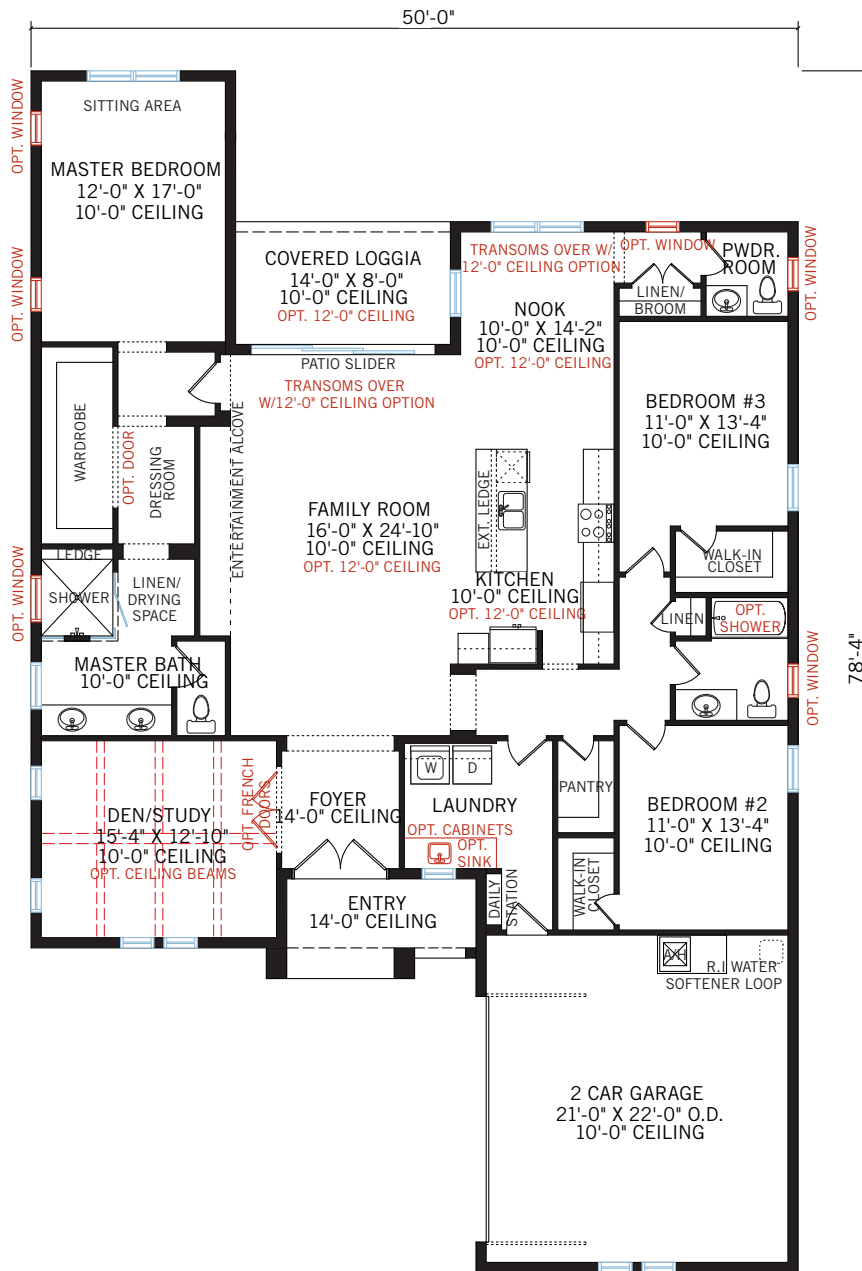 50'-0"
SITTING AREA
OPT. WINDOW
MASTER BEDROOM
12'-0" X 17'-0"
10'-0" CEILING
OPT. WINDOW
COVERED LOGGIA
14'-0" X 8'-0"
10'-0" CEILING
OPT. 12'-0" CEILING
TRANSOMS OVER W/
12'-0" CEILING OPTION
OPT. WINDOW
PWDR.
ROOM
OPT. WINDOW
LINEN/
BROOM
NOOK
10'-0" X 14'-2"
10'-0" CEILING
OPT. 12'-0" CEILING
PATIO SLIDER
TRANSOMS OVER
W/12'-0" CEILING OPTION
WARDROBE
OPT. DOOR
DRESSING
ROOM
ENTERTAINMENT ALCOVE
BEDROOM #3
11'-0" X 13'-4"
10'-0" CEILING
EXT. LEDGE
FAMILY ROOM
16'-0" X 24'-10"
10'-0" CEILING
OPT. 12'-0" CEILING
KITCHEN
10'-0" CEILING
OPT. 12'-0" CEILING
WALK-IN
CLOSET
LEDGE
SHOWER
OPT. WINDOW
LINEN/
DRYING
SPACE
LINEN
OPT.
SHOWER
MASTER BATH
10'-0" CEILING
OPT. WINDOW
78'-4"
W
D
PANTRY
LAUNDRY
OPT. CABINETS
OPT.
SINK
OPT. FRENCH
DOORS
FOYER
14'-0" CEILING
DEN/STUDY
15'-4" X 12'-10"
10'-0" CEILING
OPT. CEILING BEAMS
BEDROOM #2
11'-0" X 13'-4"
10'-0" CEILING
ENTRY
14'-0" CEILING
DAILY
STATION
WALK-IN
CLOSET
A/H
R.I WATER
SOFTENER LOOP
2 CAR GARAGE
21'-0" X 22'-0" O.D.
10'-0" CEILING